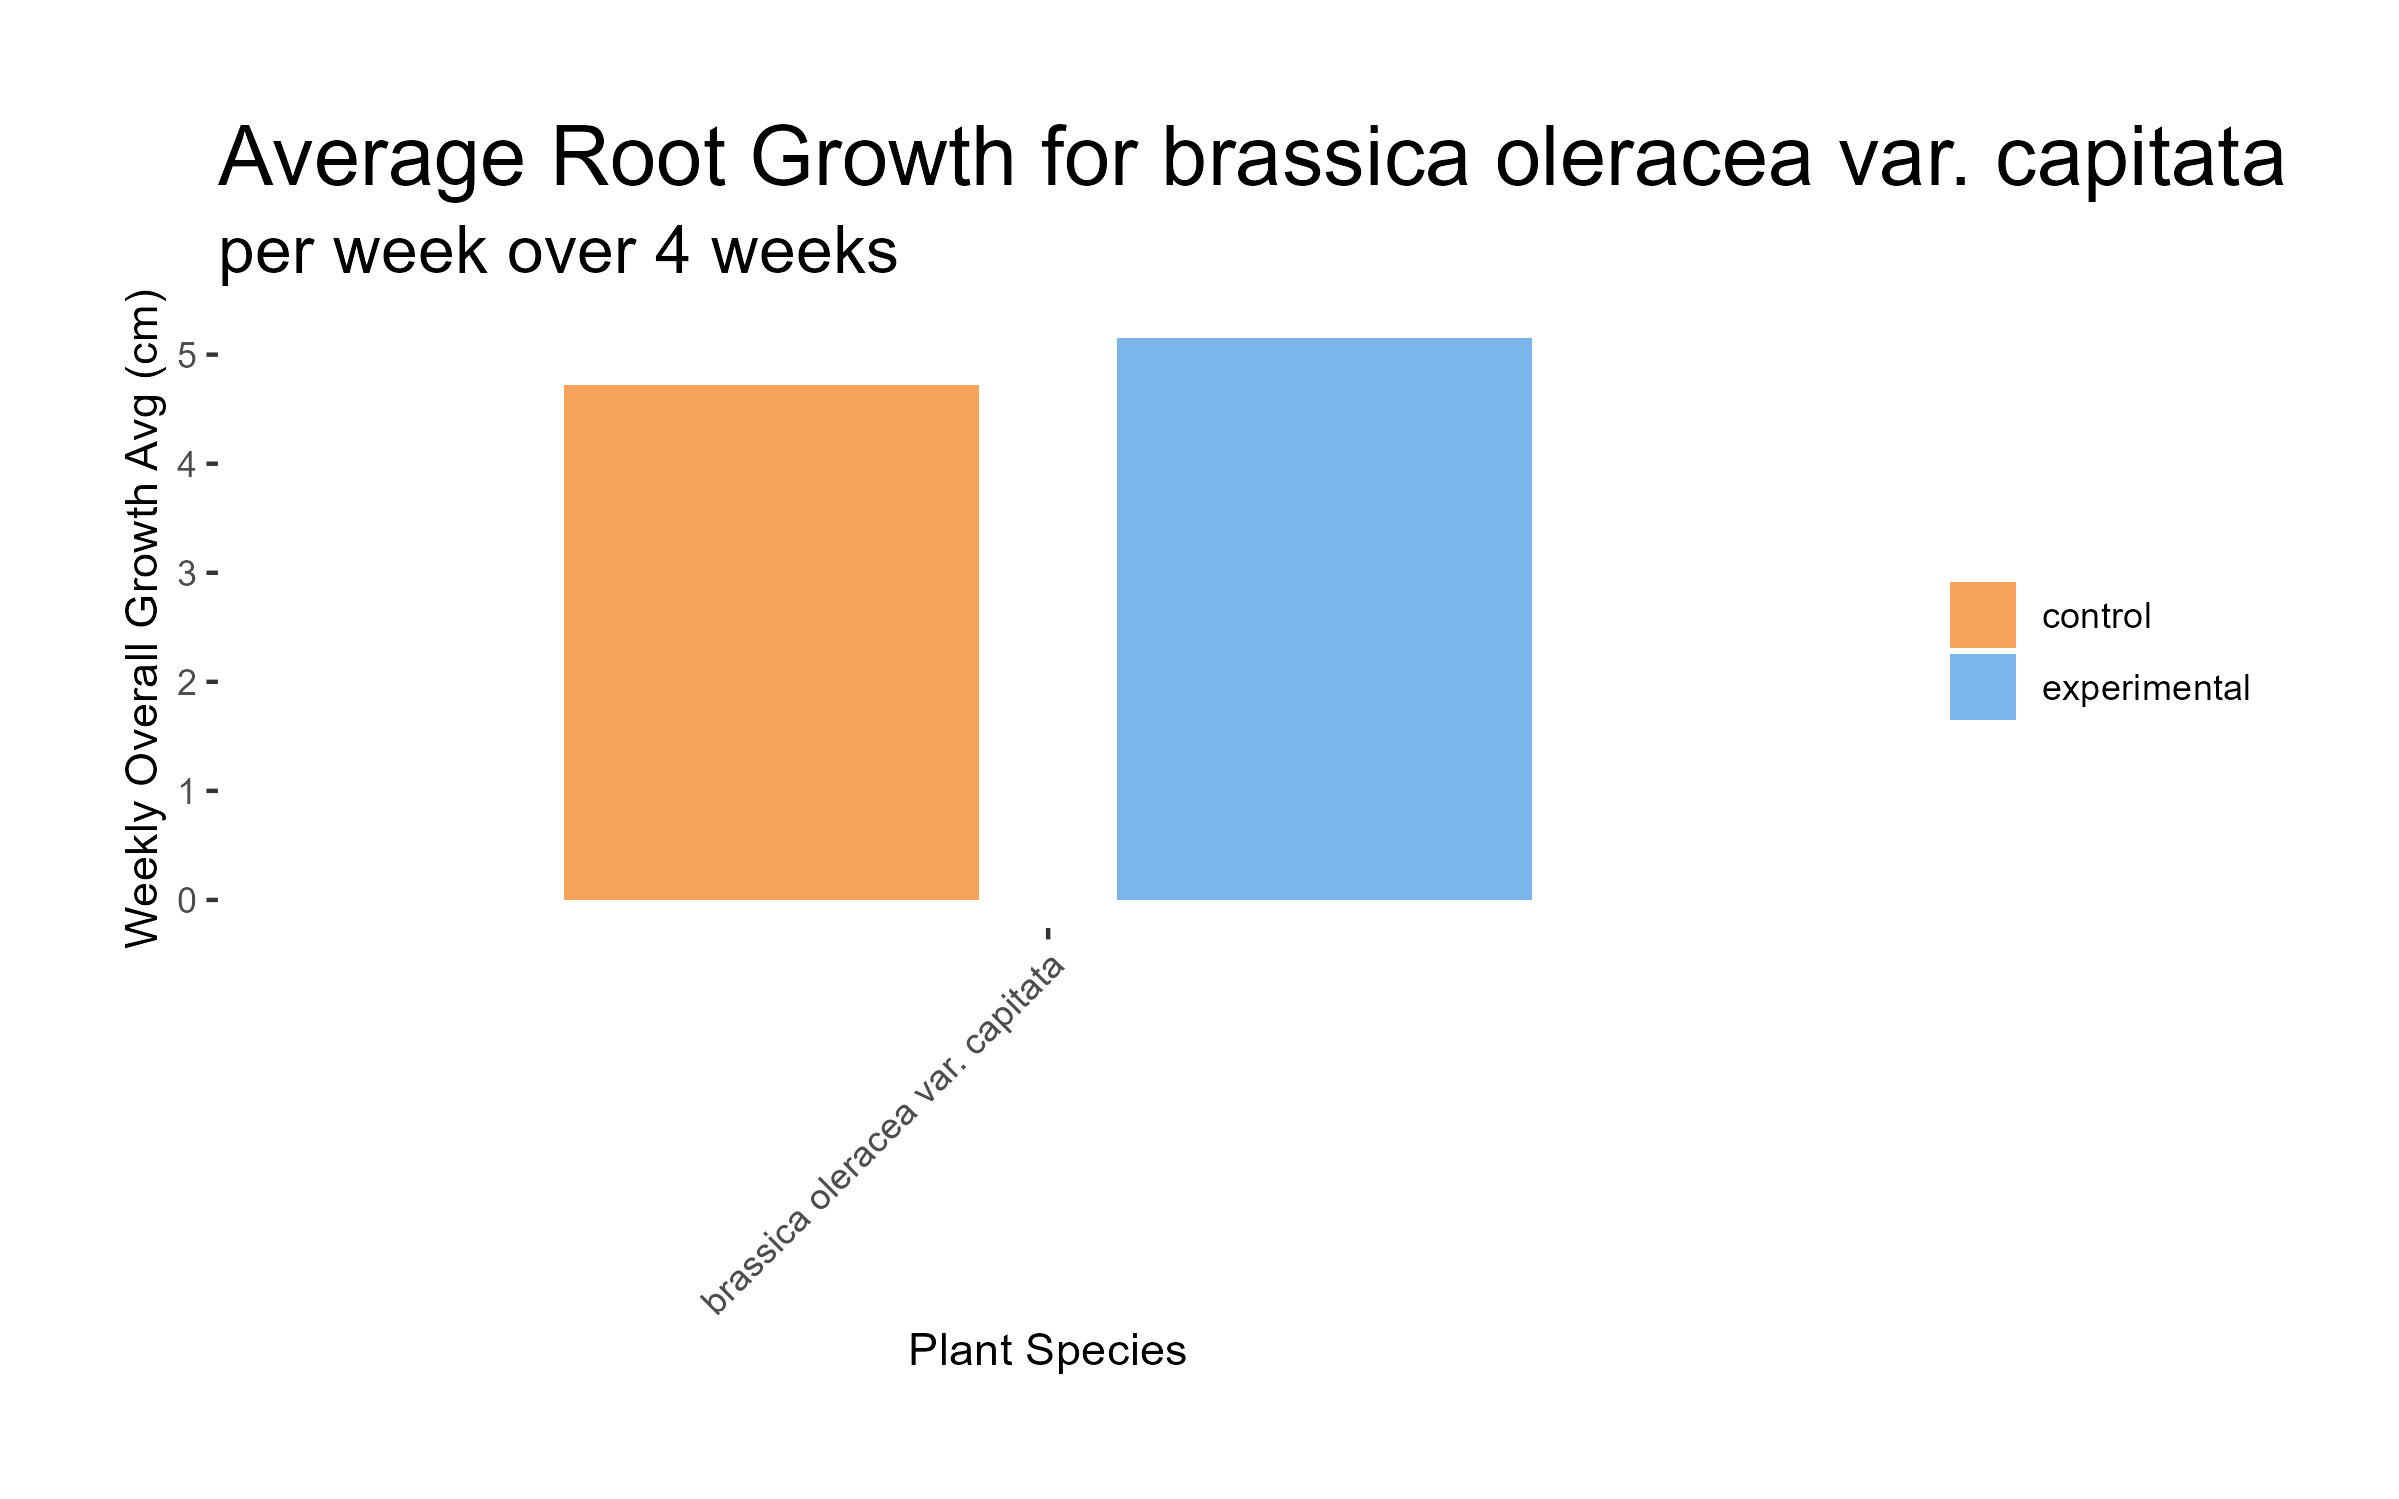 Average Root Growth for brassica oleracea var. capitata
per week over 4 weeks
Weekly Overall Growth Avg (cm)
5
4
3
2
1
0
control
experimental
brassica oleracea var. capitata
Plant Species